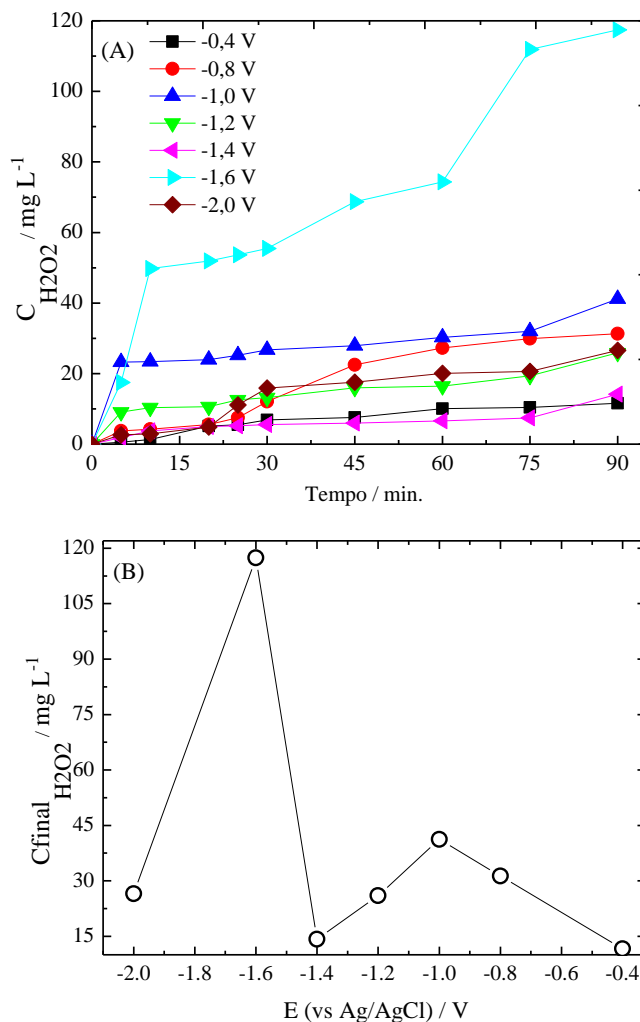 (A)
-0,4 V
-0,8 V
-1,0 V
-1,2 V
-1,4 V
-1,6 V
-2,0 V
120
100
80
60
40
20
0
C H2O2 / mg L-1
0 15 30 45 60 75 90
Tempo / min.
(B)
120
105
90
75
60
45
30
15
Cfinal H2O2 / mg L-1
-2.0 -1.8 -1.6 -1.4 -1.2 -1.0 -0.8 -0.6 -0.4
E (vs Ag/AgCl) / V